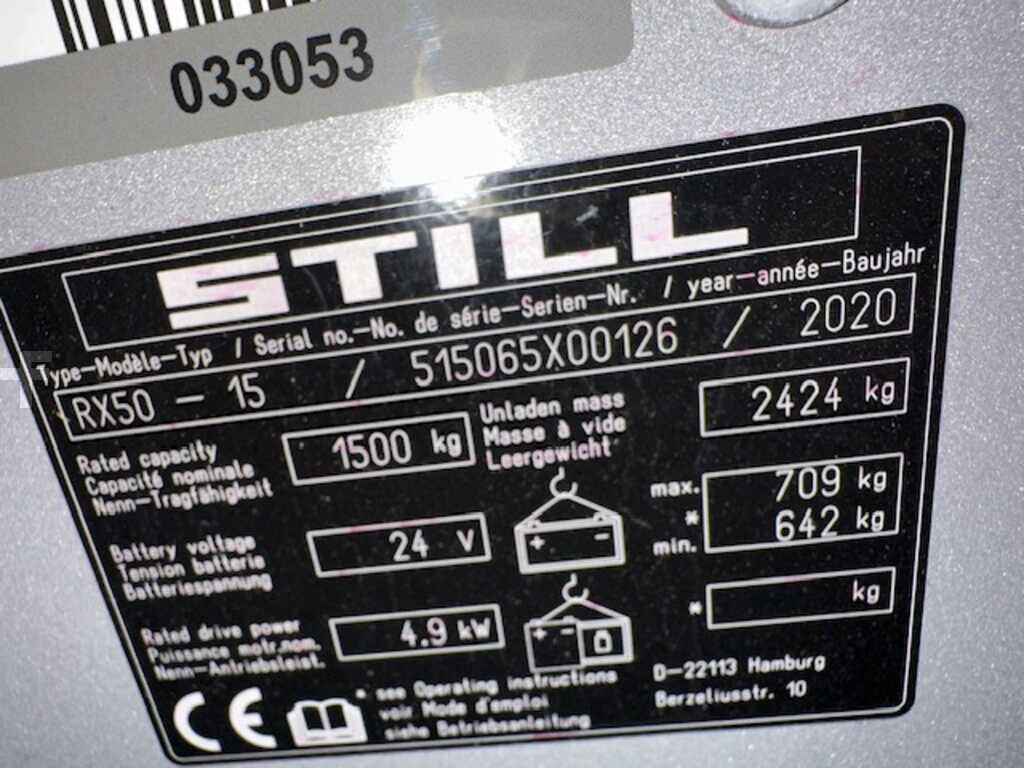 033053
STILL
Type-Modèle-Typ / Serial no.-No. de série-Serien-Nr. / year-année-Baujahr
RX50 - 15 / 515065X00126 / 2020
Rated capacity
Capacité nominale
Nenn-Tragfähigkeit
1500 kg
Unladen mass
Masse à vide
Leergewicht
2424 kg
Battery voltage
Tension batterie
Batteriespannung
24 V
max. 709 kg
*
min. 642 kg
Rated drive power
Puissance motr.nom.
Nenn-Antriebsleist.
4.9 kW
* kg
CE
* see Operating instructions
voir Mode d'emploi
siehe Betriebsanleitung
D-22113 Hamburg
Berzeliusstr. 10